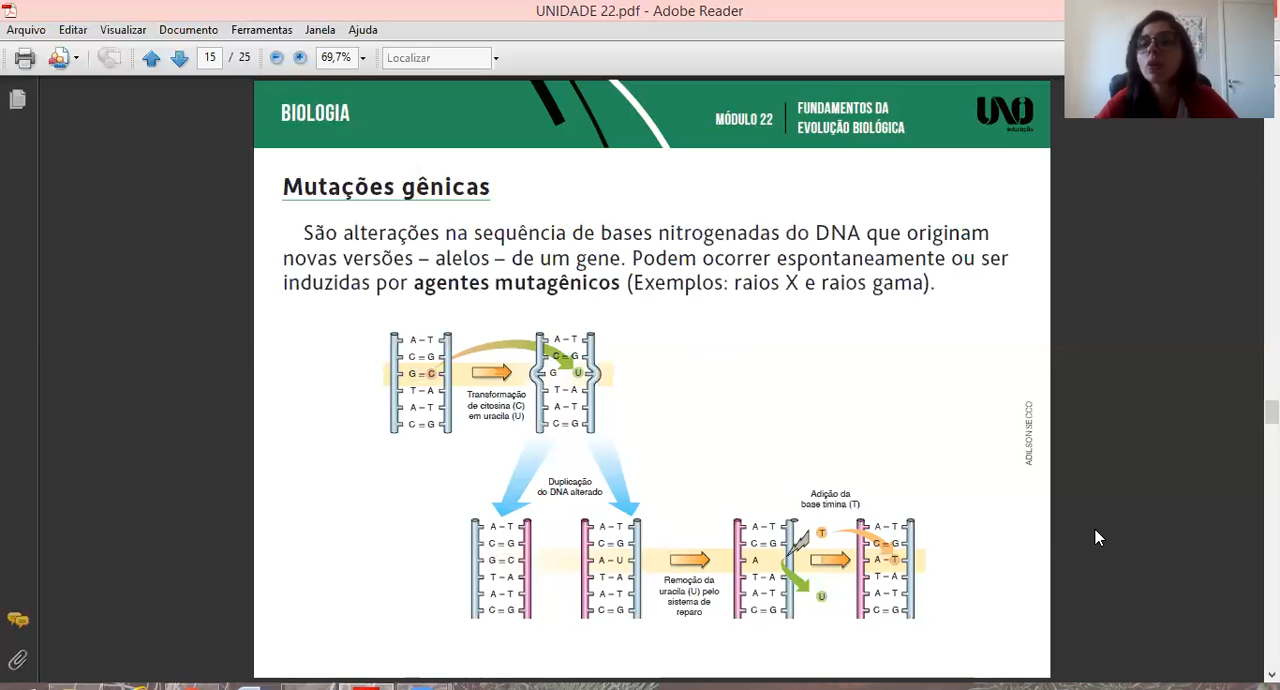 UNIDADE 22.pdf - Adobe Reader
Arquivo Editar Visualizar Documento Ferramentas Janela Ajuda
15 / 25 69,7% Localizar
BIOLOGIA
MÓDULO 22
FUNDAMENTOS DA
EVOLUÇÃO BIOLÓGICA
UNi
educação
Mutações gênicas
São alterações na sequência de bases nitrogenadas do DNA que originam
novas versões – alelos – de um gene. Podem ocorrer espontaneamente ou ser
induzidas por agentes mutagênicos (Exemplos: raios X e raios gama).
A – T
C = G
G = C
T – A
A – T
C = G
Transformação
de citosina (C)
em uracila (U)
A – T
C = G
G U
T – A
A – T
C = G
ADILSON SECCO
Duplicação
do DNA alterado
A – T
C = G
G = C
T – A
A – T
C = G
A – T
C = G
A – U
T – A
A – T
C = G
Remoção da
uracila (U) pelo
sistema de
reparo
A – T
C = G
A
T – A
A – T
C = G
Adição da
base timina (T)
T
U
A – T
C = G
A – T
T – A
A – T
C = G